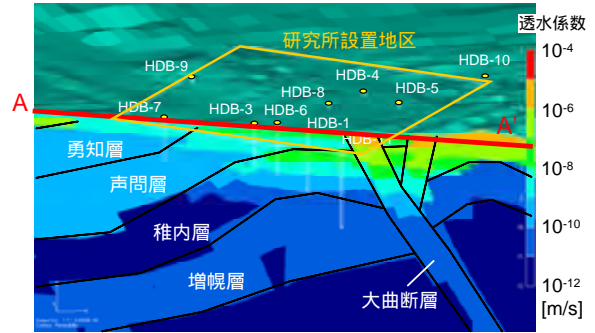 透水係数
研究所設置地区
10-4
HDB-9
HDB-10
HDB-4
HDB-8
HDB-5
A
HDB-7
HDB-3
HDB-6
HDB-1
10-6
A'
勇知層
声問層
10-8
稚内層
10-10
増幌層
大曲断層
10-12
[m/s]